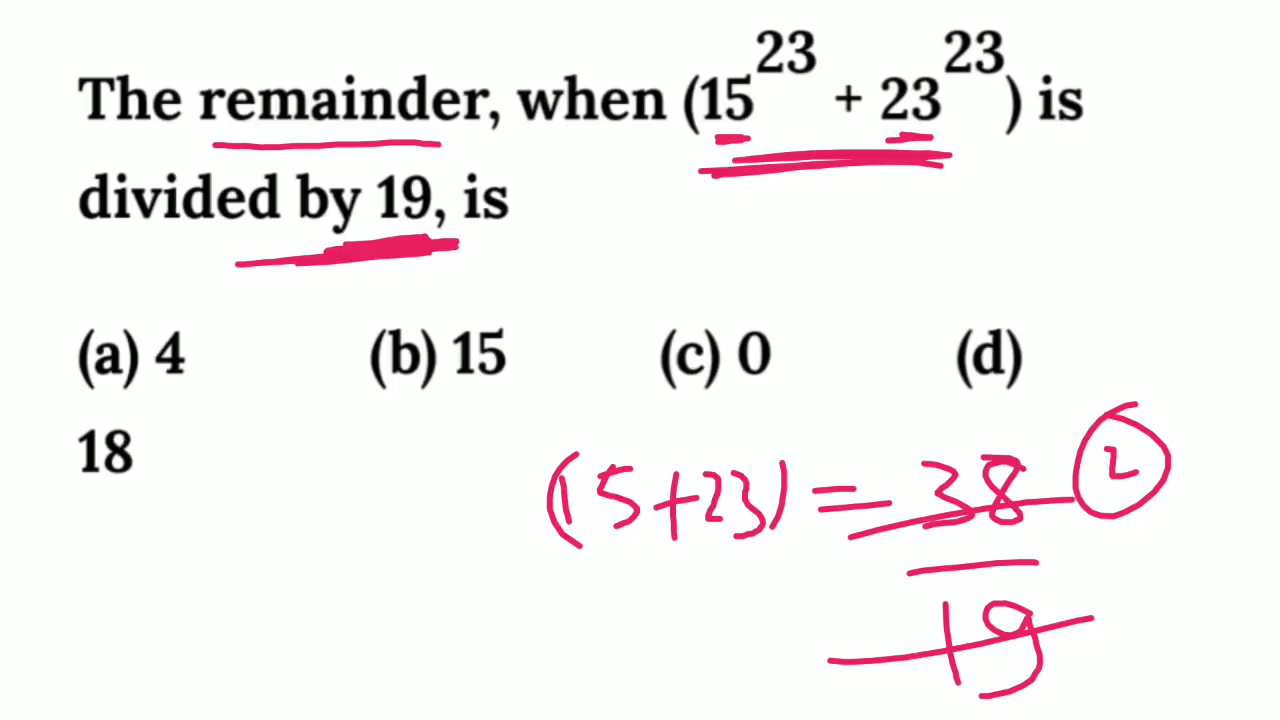 The remainder, when (15^23 + 23^23) is
divided by 19, is
(a) 4 (b) 15 (c) 0 (d)
18
(15+23) = 38 2
19